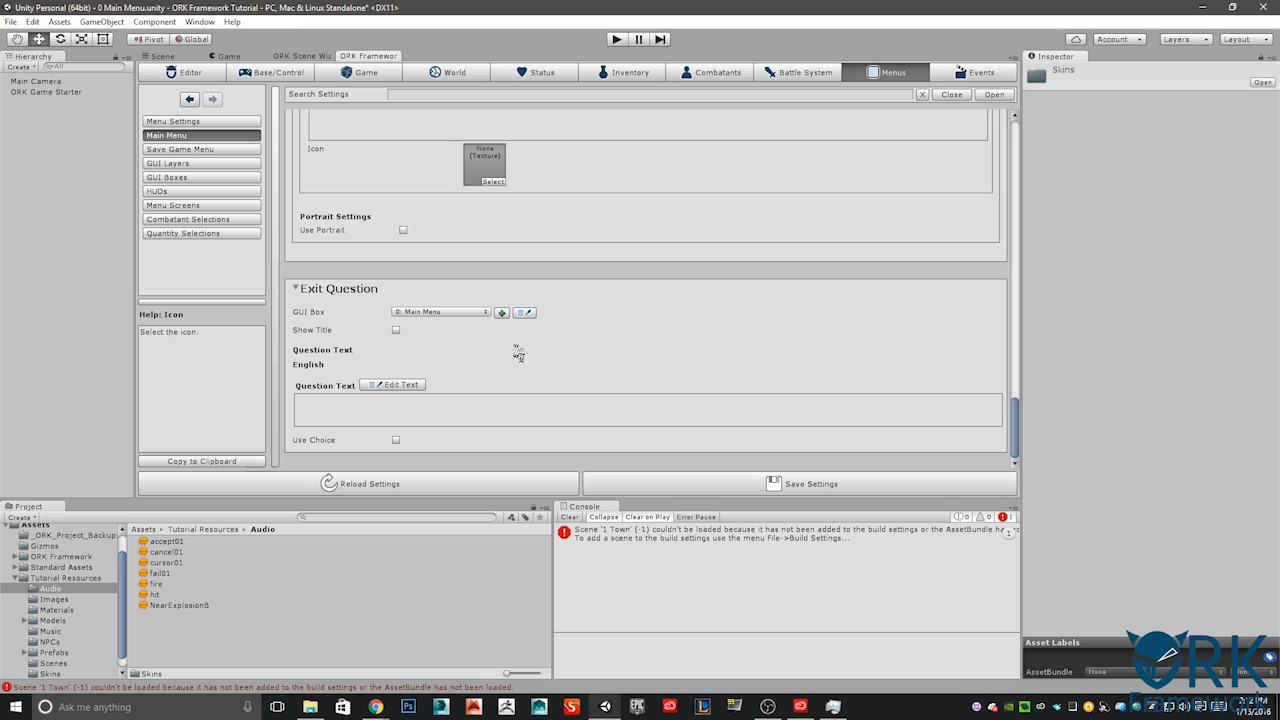 Unity Personal (64bit) - 0 Main Menu.unity - ORK Framework Tutorial - PC, Mac & Linux Standalone* <DX11>
File Edit Assets GameObject Component Window Help
Pivot Global Account Layers Layout
Hierarchy Scene Game ORK Scene Wiz ORK Framewor Inspector
Create All
Main Camera
ORK Game Starter
Editor Base/Control Game World Status Inventory Combatants Battle System Menus Events
Skins
Open
Search Settings X Close Open
Menu Settings
Main Menu
Save Game Menu
GUI Layers
GUI Boxes
HUDs
Menu Screens
Combatant Selections
Quantity Selections
Help: Icon
Select the icon.
Copy to Clipboard
Icon
None
(Texture)
Select
Portrait Settings
Use Portrait
Exit Question
GUI Box 0: Main Menu
Show Title
Question Text
English
Question Text Edit Text
Use Choice
Reload Settings Save Settings
Project
Create
Assets
_ORK_Project_Backup
Gizmos
ORK Framework
Standard Assets
Tutorial Resources
Audio
Images
Materials
Models
Music
NPCs
Prefabs
Scenes
Skins
Assets Tutorial Resources Audio
accept01
cancel01
cursor01
fail01
fire
hit
NearExplosionB
Skins
Console
Clear Collapse Clear on Play Error Pause 0 0 1
Scene '1 Town' (-1) couldn't be loaded because it has not been added to the build settings or the AssetBundle has
To add a scene to the build settings use the menu File->Build Settings... 1
Asset Labels
AssetBundle None
ORK
Framework
Scene '1 Town' (-1) couldn't be loaded because it has not been added to the build settings or the AssetBundle has not been loaded.
Ask me anything